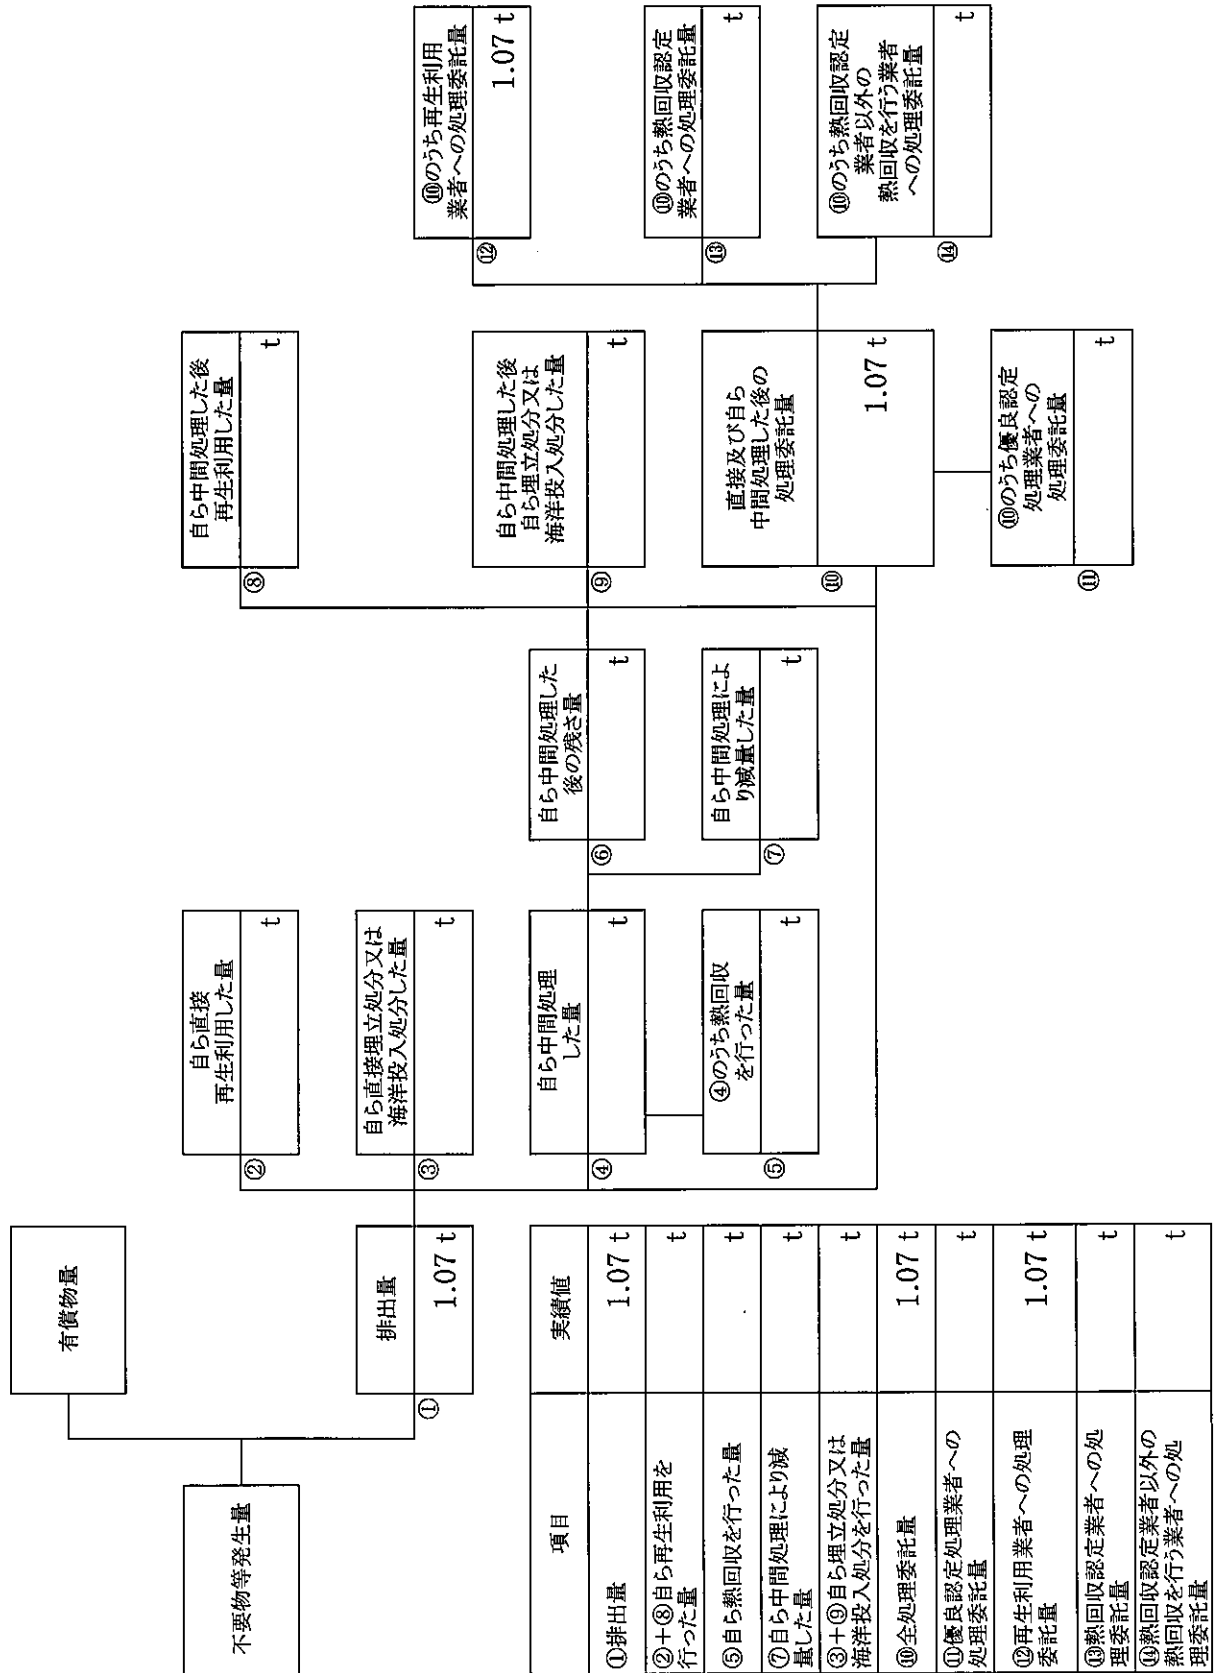 不要物等発生量
有償物量
①
排出量
1.07 t
②
自ら直接
再生利用した量
t
③
自ら直接埋立処分又は
海洋投入処分した量
t
④
自ら中間処理
した量
t
⑤
④のうち熱回収
を行った量
t
⑥
自ら中間処理した
後の残さ量
t
⑦
自ら中間処理によ
り減量した量
t
⑧
自ら中間処理した後
再生利用した量
t
⑨
自ら中間処理した後
自ら埋立処分又は
海洋投入処分した量
t
⑩
直接及び自ら
中間処理した後の
処理委託量
1.07 t
⑪
⑩のうち優良認定
処理業者への
処理委託量
t
⑫
⑩のうち再生利用
業者への処理委託量
1.07 t
⑬
⑩のうち熱回収認定
業者への処理委託量
t
⑭
⑩のうち熱回収認定
業者以外の
熱回収を行う業者
への処理委託量
t
項目 実績値
①排出量 1.07 t
②+⑧自ら再生利用を
行った量 t
⑤自ら熱回収を行った量 t
⑦自ら中間処理により減
量した量 t
③+⑨自ら埋立処分又は
海洋投入処分を行った量 t
⑩全処理委託量 1.07 t
⑪優良認定処理業者への
処理委託量 t
⑫再生利用業者への処理
委託量 1.07 t
⑬熱回収認定業者への処
理委託量 t
⑭熱回収認定業者以外の
熱回収を行う業者への処
理委託量 t